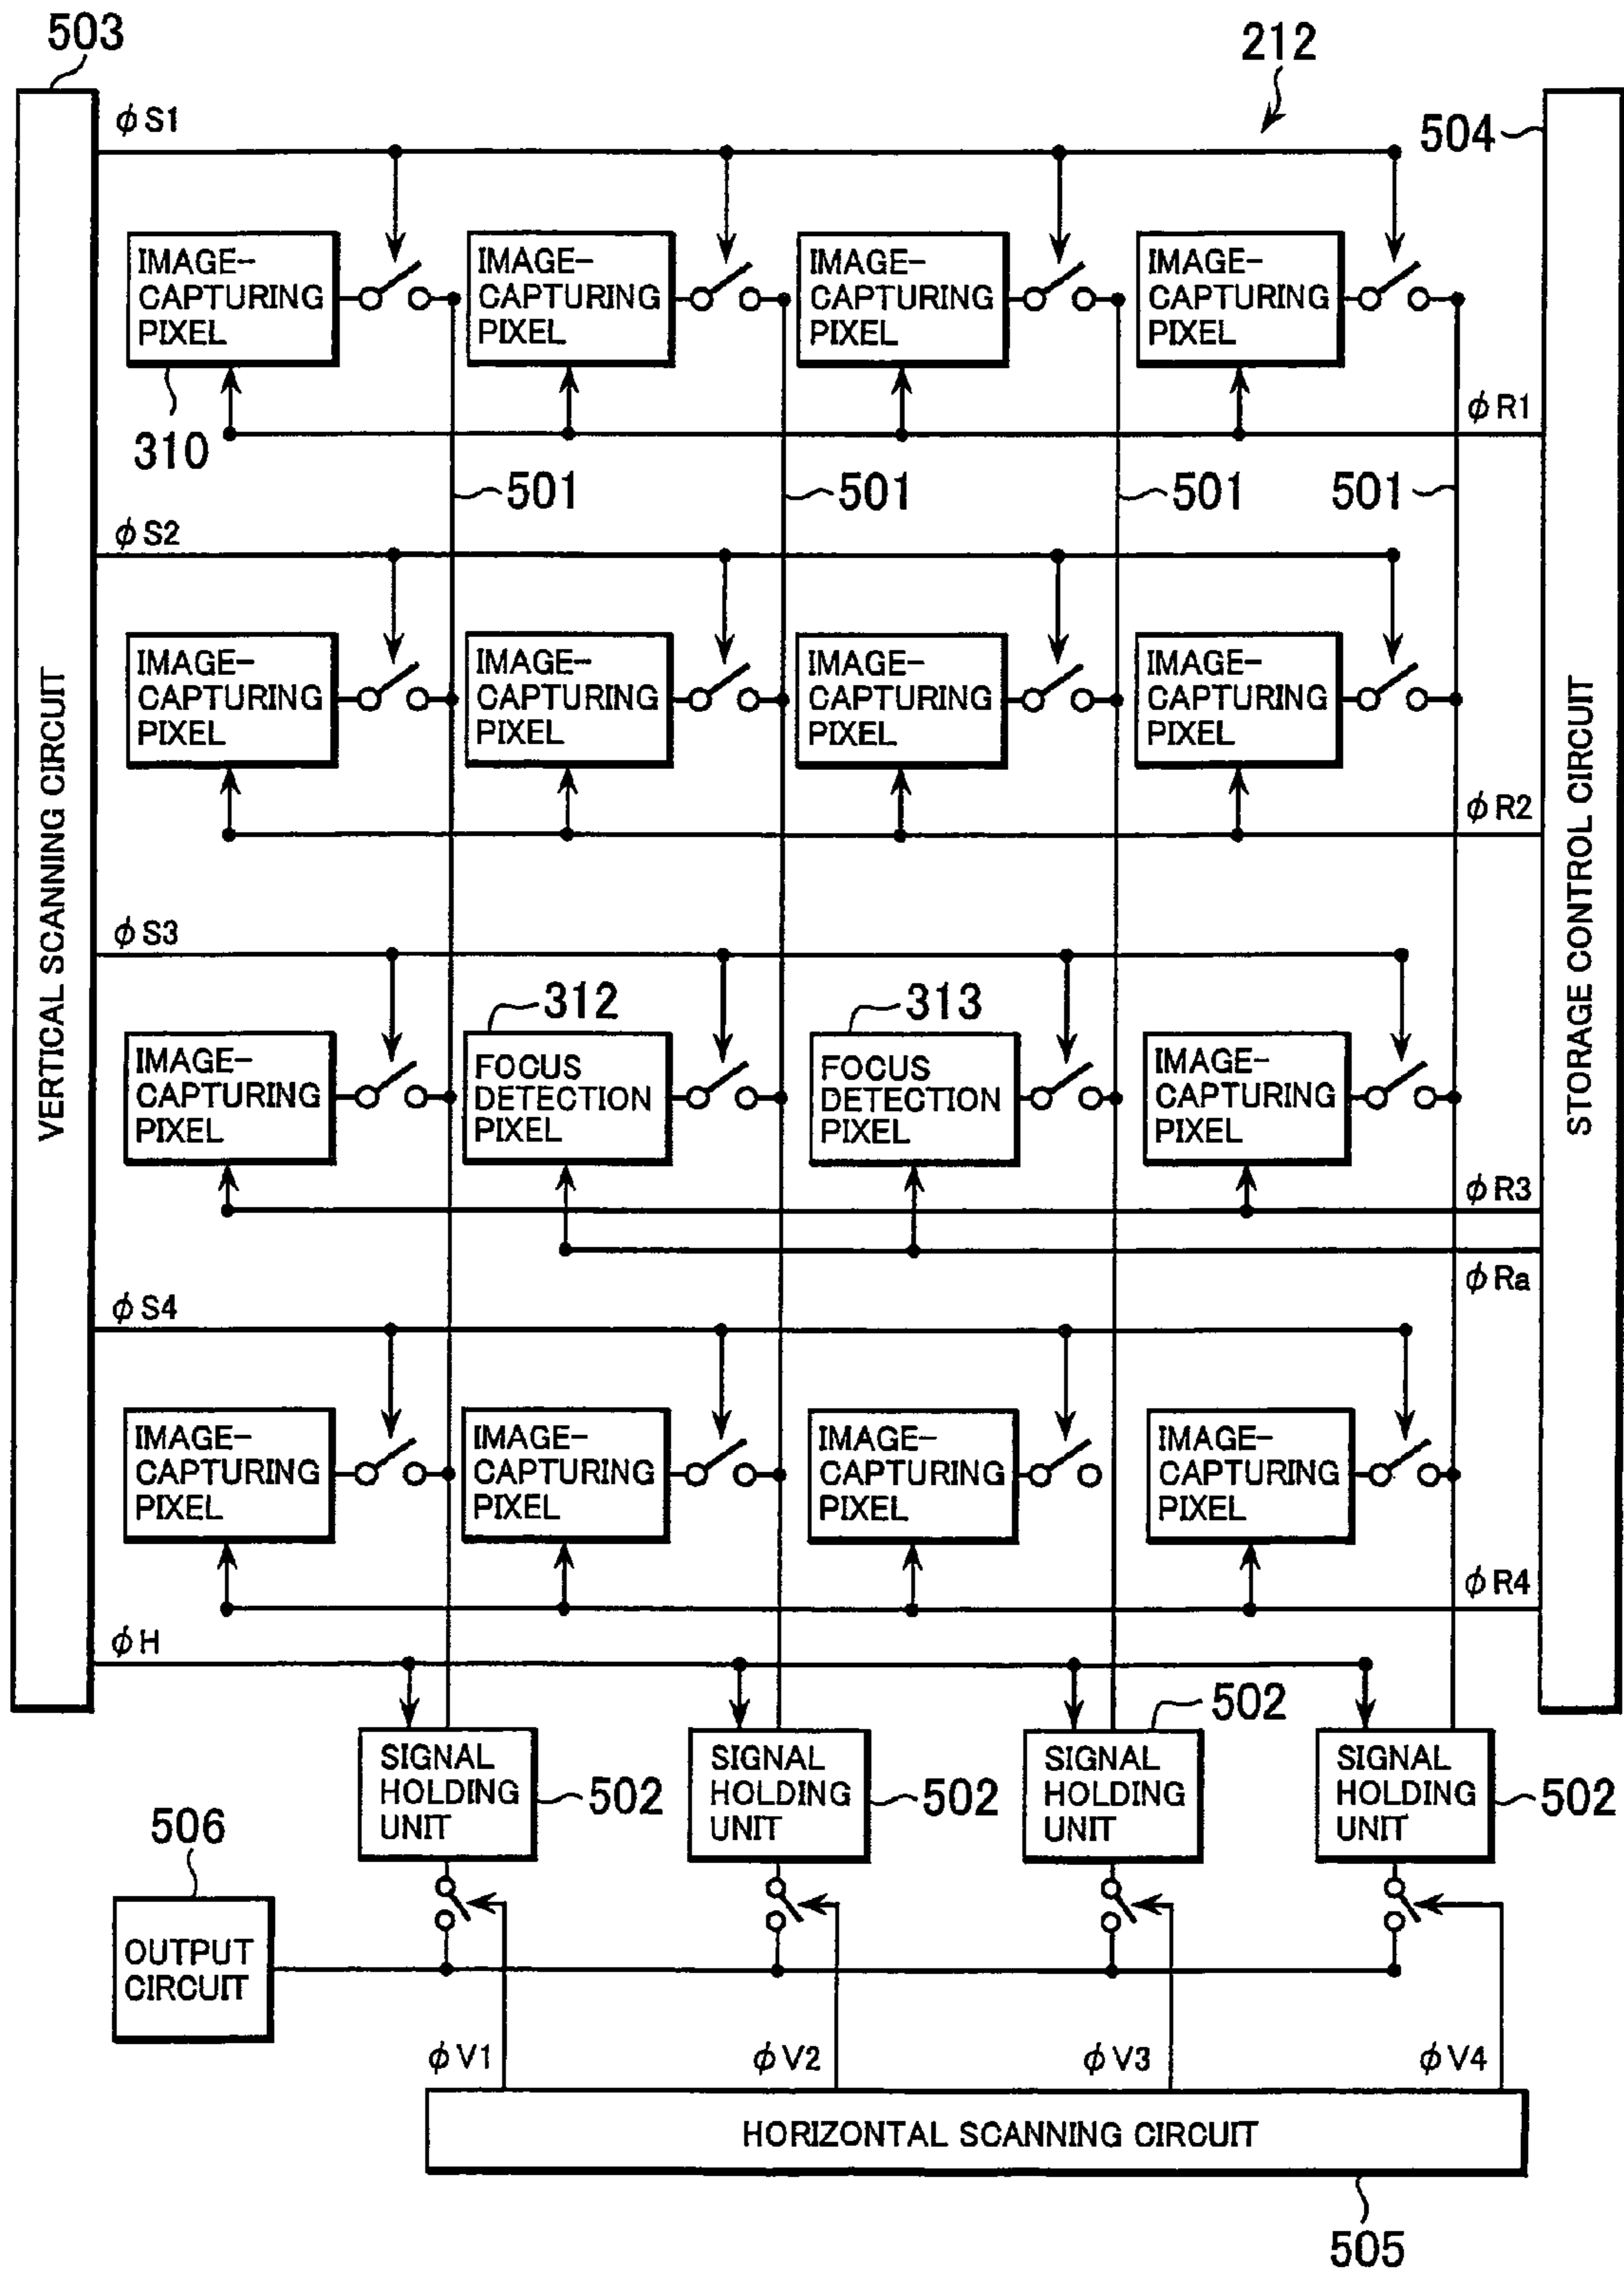 503
212
φS1
504
IMAGE-
CAPTURING
PIXEL
IMAGE-
CAPTURING
PIXEL
IMAGE-
CAPTURING
PIXEL
IMAGE-
CAPTURING
PIXEL
φR1
310
501
501
501
501
φS2
IMAGE-
CAPTURING
PIXEL
IMAGE-
CAPTURING
PIXEL
IMAGE-
CAPTURING
PIXEL
IMAGE-
CAPTURING
PIXEL
VERTICAL SCANNING CIRCUIT
STORAGE CONTROL CIRCUIT
φR2
φS3
312
313
IMAGE-
CAPTURING
PIXEL
FOCUS
DETECTION
PIXEL
FOCUS
DETECTION
PIXEL
IMAGE-
CAPTURING
PIXEL
φR3
φRa
φS4
IMAGE-
CAPTURING
PIXEL
IMAGE-
CAPTURING
PIXEL
IMAGE-
CAPTURING
PIXEL
IMAGE-
CAPTURING
PIXEL
φR4
φH
SIGNAL
HOLDING
UNIT
502
SIGNAL
HOLDING
UNIT
502
SIGNAL
HOLDING
UNIT
502
SIGNAL
HOLDING
UNIT
502
506
OUTPUT
CIRCUIT
φV1
φV2
φV3
φV4
HORIZONTAL SCANNING CIRCUIT
505